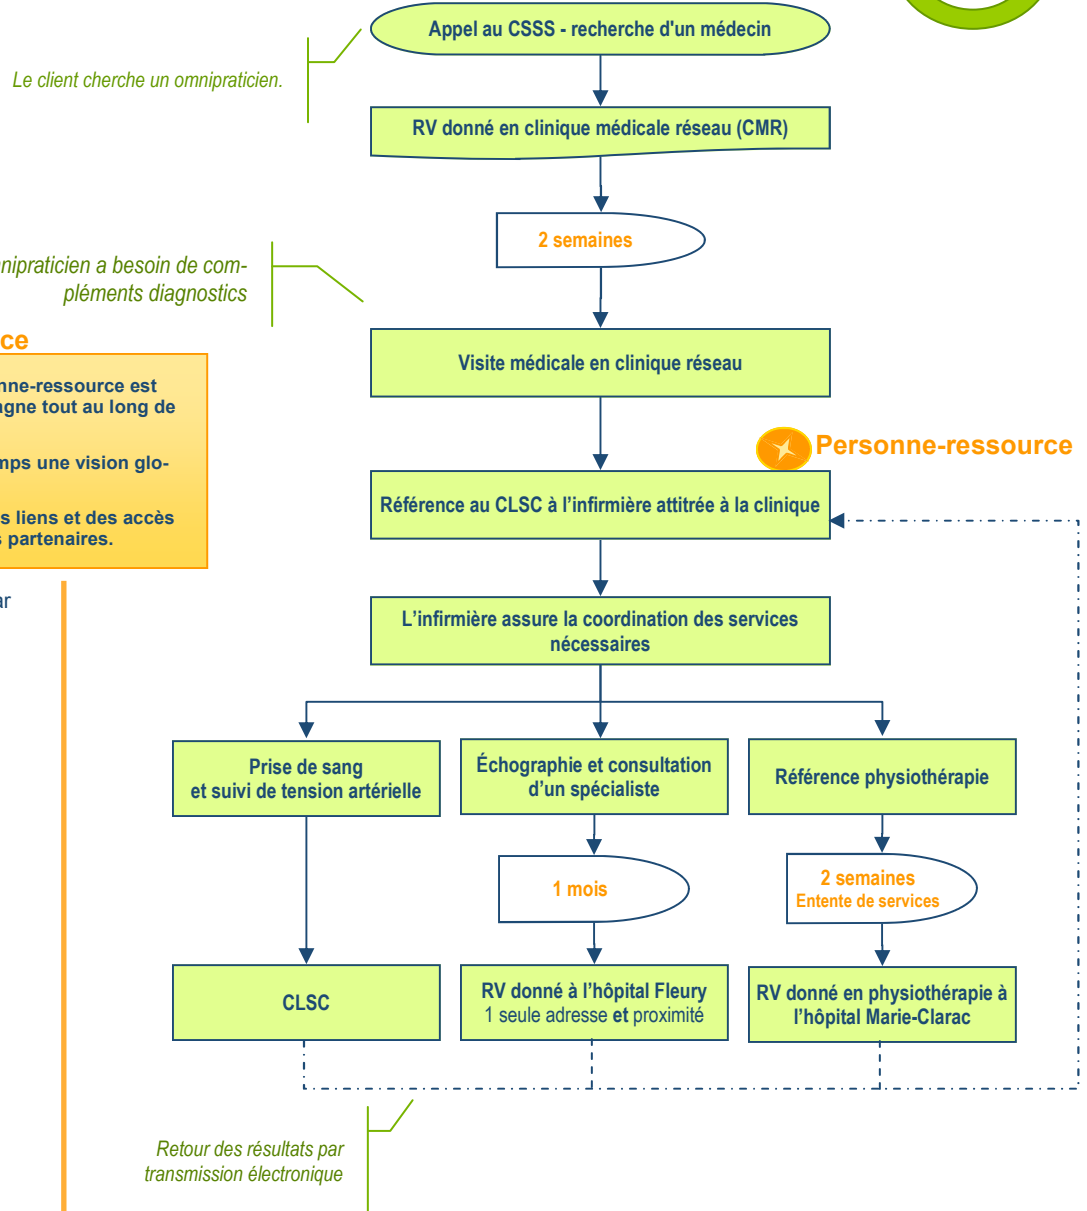 Appel au CSSS - recherche d'un médecin
Le client cherche un omnipraticien.
RV donné en clinique médicale réseau (CMR)
2 semaines
nipraticien a besoin de com-
pléments diagnostics
ce
nne-ressource est
agne tout au long de
mps une vision glo-
s liens et des accès
s partenaires.
ar
Visite médicale en clinique réseau
Personne-ressource
Référence au CLSC à l’infirmière attitrée à la clinique
L’infirmière assure la coordination des services
nécessaires
Prise de sang
et suivi de tension artérielle
Échographie et consultation
d’un spécialiste
Référence physiothérapie
1 mois
2 semaines
Entente de services
CLSC
RV donné à l’hôpital Fleury
1 seule adresse et proximité
RV donné en physiothérapie à
l’hôpital Marie-Clarac
Retour des résultats par
transmission électronique